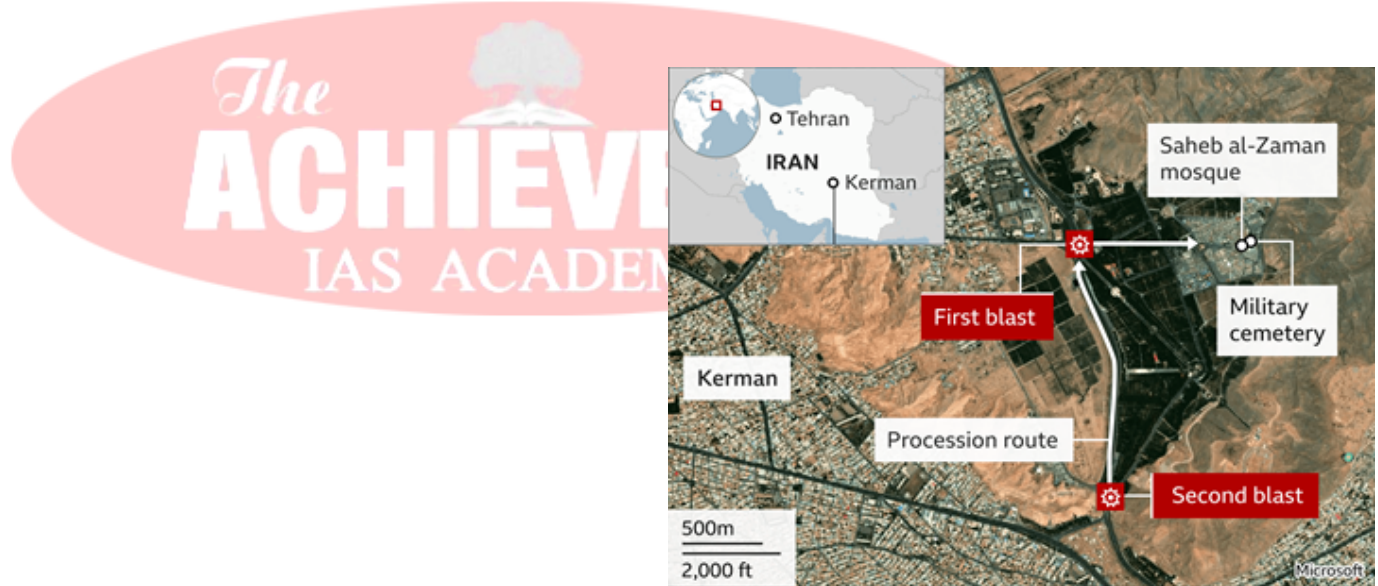 The
ACHIEVE
IAS ACADEM
Tehran
IRAN
Kerman
Saheb al-Zaman
mosque
First blast
Military
cemetery
Kerman
Procession route
Second blast
500m
2,000 ft
Microsoft